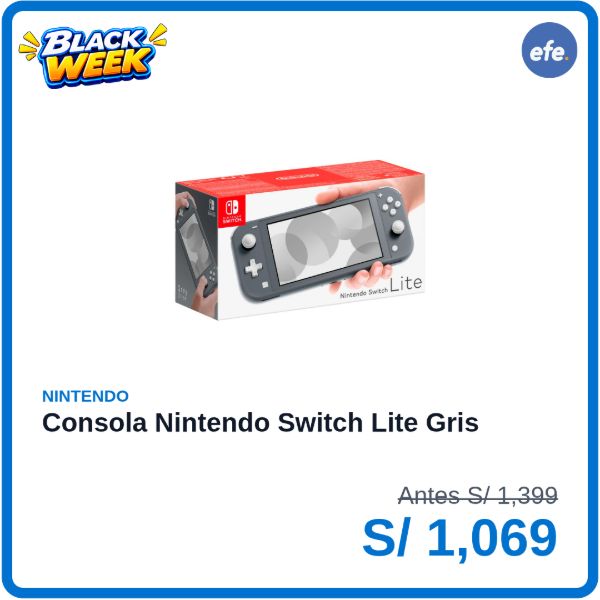 BLACK
WEEK
efe.
NINTENDO
SWITCH
Nintendo Switch Lite
NINTENDO
Consola Nintendo Switch Lite Gris
Antes S/ 1,399
S/ 1,069